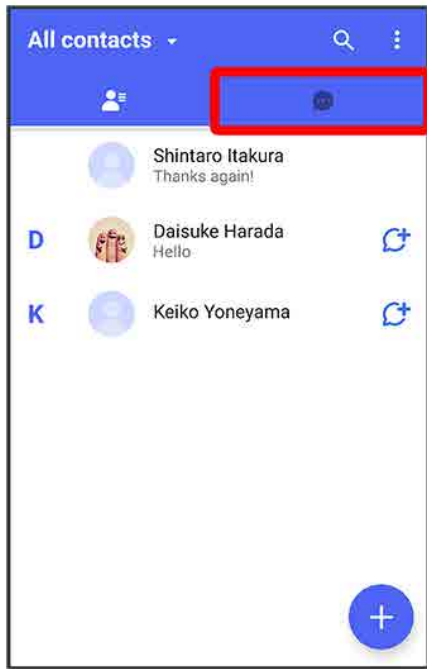 All contacts
Shintaro Itakura
Thanks again!
D
Daisuke Harada
Hello
K
Keiko Yoneyama